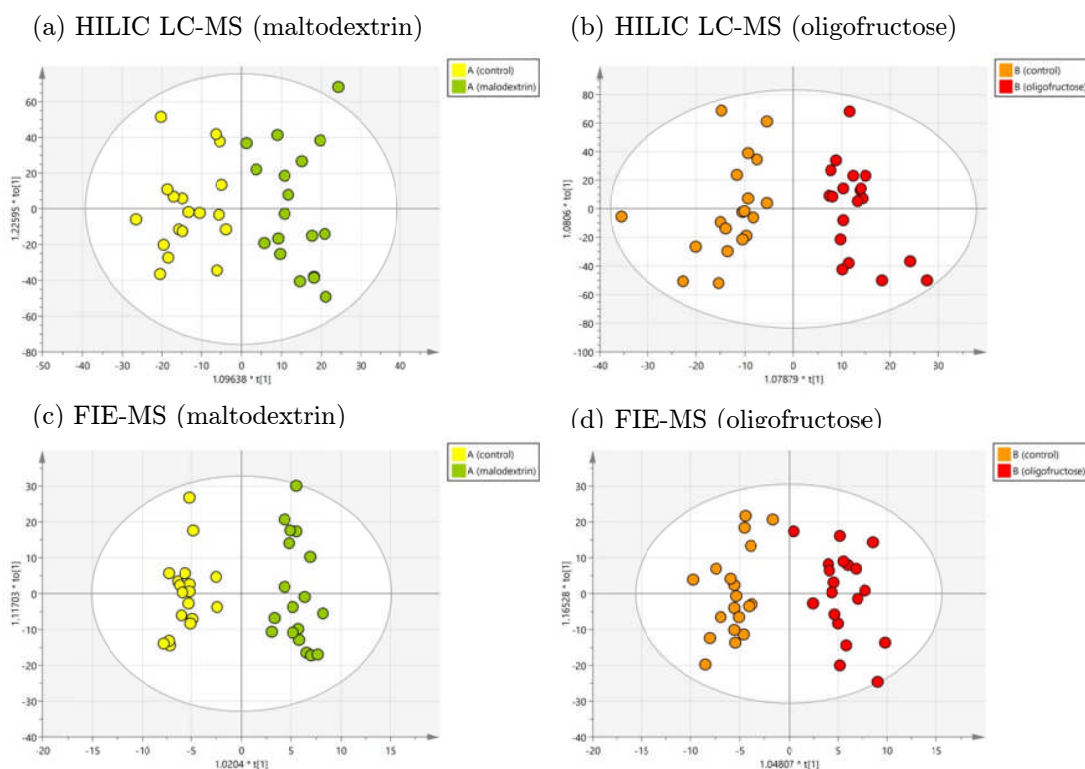 (a) HILIC LC-MS (maltodextrin)
A (control)
A (malodextrin)
60
40
20
0
-20
-40
-60
-80
1.22595 * to[1]
-50 -40 -30 -20 -10 0 10 20 30 40 50
1.09638 * t[1]
(b) HILIC LC-MS (oligofructose)
B (control)
B (oligofructose)
100
80
60
40
20
0
-20
-40
-60
-80
-100
1.0806 * to[1]
-40 -30 -20 -10 0 10 20 30
1.07879 * t[1]
(c) FIE-MS (maltodextrin)
A (control)
A (malodextrin)
30
20
10
0
-10
-20
-30
-40
1.11703 * to[1]
-20 -15 -10 -5 0 5 10 15
1.0204 * t[1]
(d) FIE-MS (oligofructose)
B (control)
B (oligofructose)
30
20
10
0
-10
-20
-30
-40
1.16528 * to[1]
-20 -15 -10 -5 0 5 10 15
1.04807 * t[1]